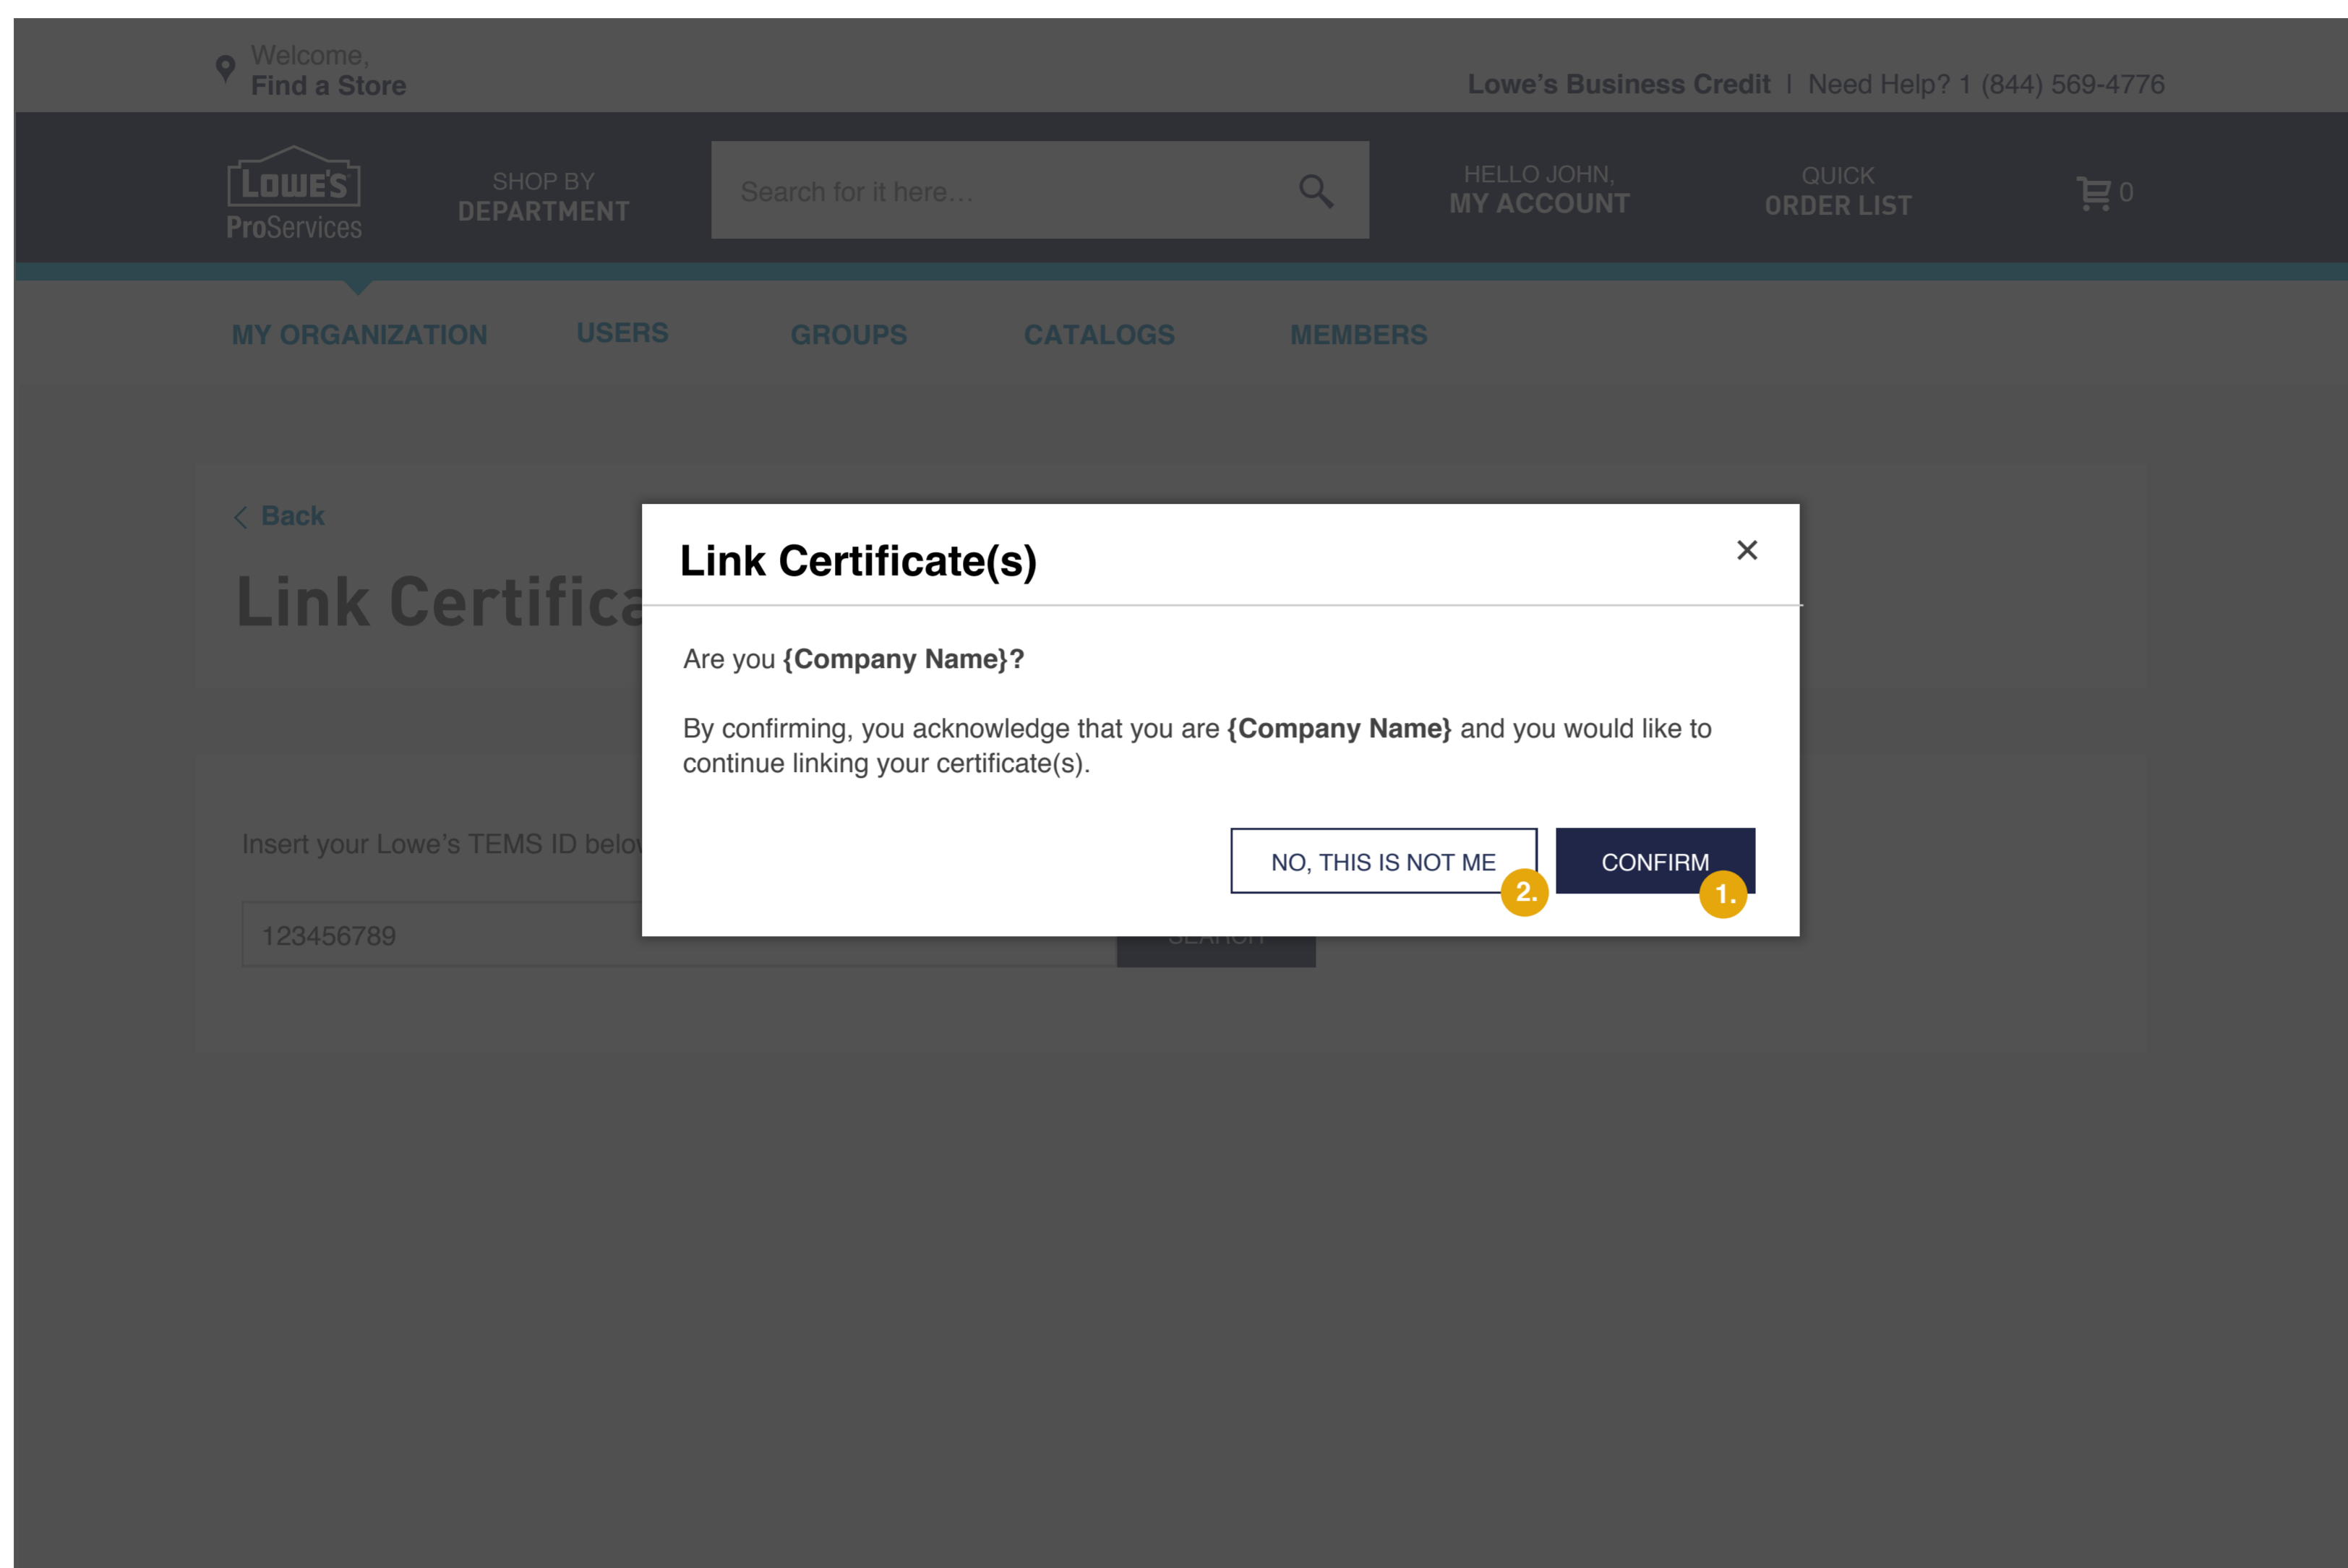 Welcome,
Find a Store
Lowe's Business Credit | Need Help? 1 (844) 569-4776
LOWE'S
ProServices
SHOP BY
DEPARTMENT
Search for it here...
HELLO JOHN,
MY ACCOUNT
QUICK
ORDER LIST
0
MY ORGANIZATION
USERS
GROUPS
CATALOGS
MEMBERS
Back
Link Certifica
Link Certificate(s)
Are you {Company Name}?
By confirming, you acknowledge that you are {Company Name} and you would like to
continue linking your certificate(s).
NO, THIS IS NOT ME
2.
CONFIRM
1.
Insert your Lowe's TEMS ID below
123456789
SEARCH